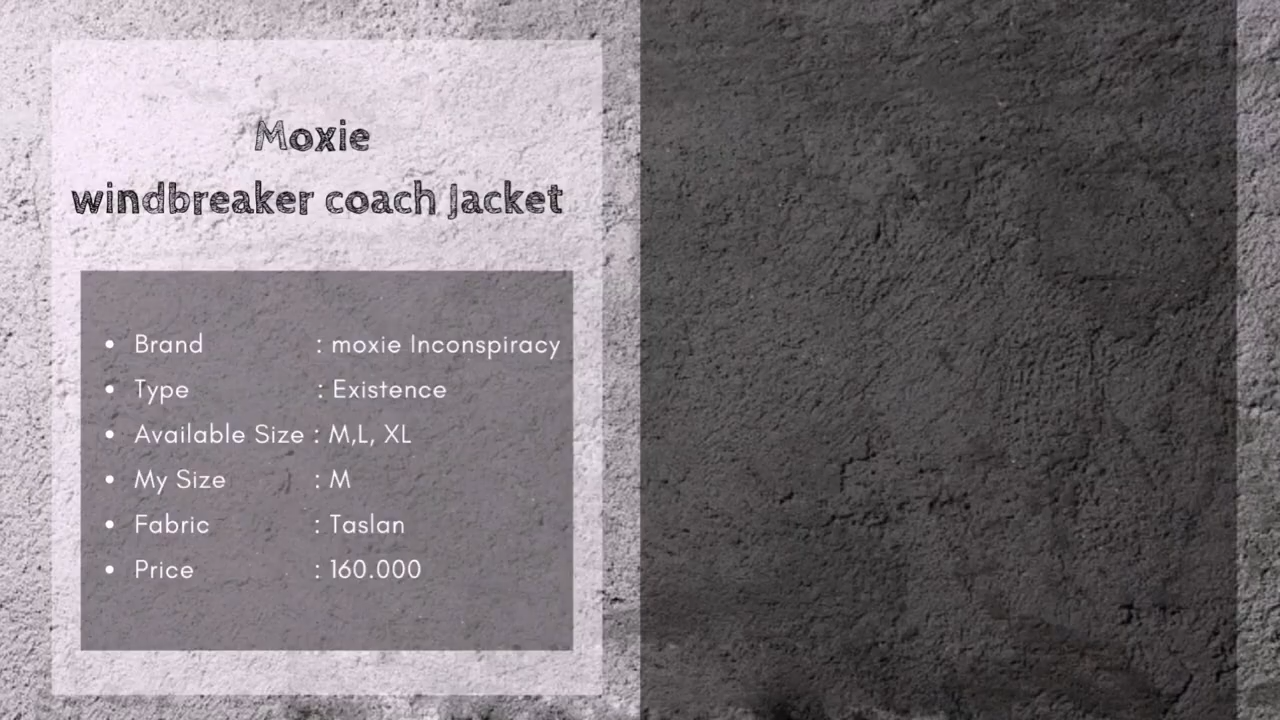 Moxie
windbreaker coach Jacket
• Brand : moxie Inconspiracy
• Type : Existence
• Available Size : M,L, XL
• My Size : M
• Fabric : Taslan
• Price : 160.000